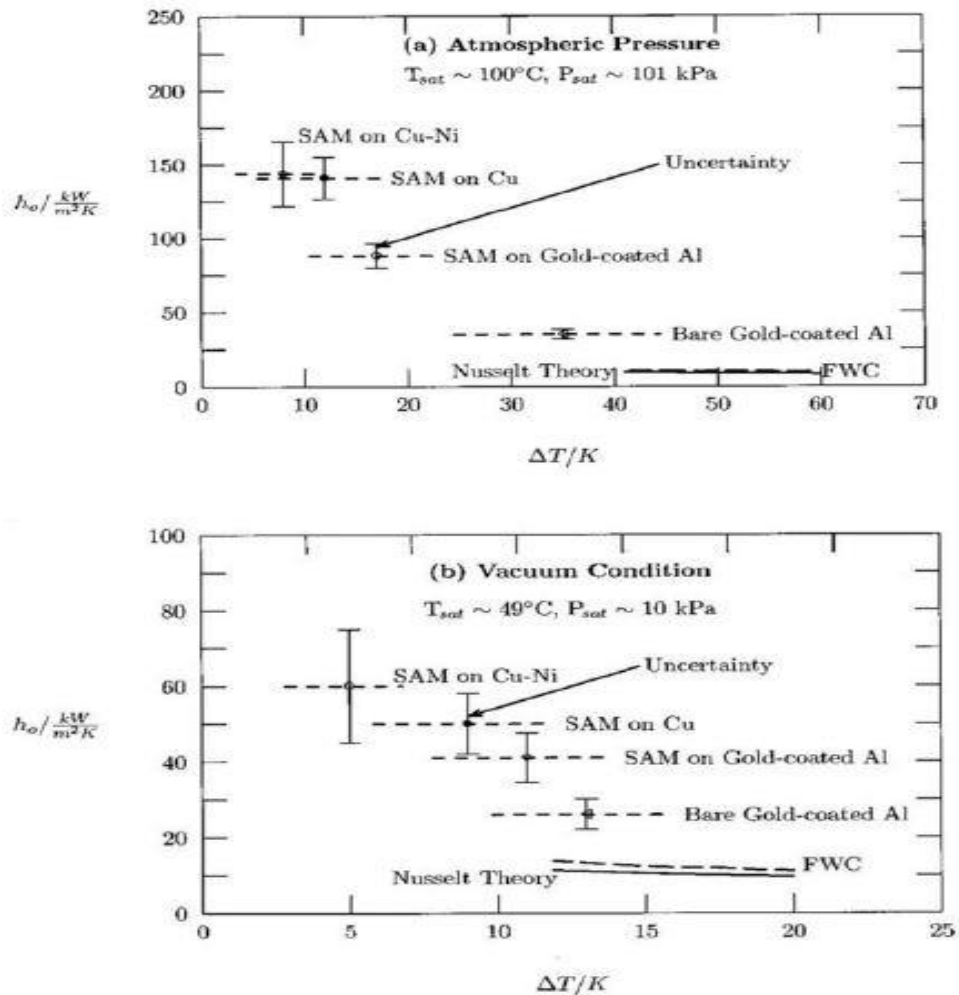 250
(a) Atmospheric Pressure
T_sat ~ 100°C, P_sat ~ 101 kPa
200
SAM on Cu-Ni
Uncertainty
150
SAM on Cu
h_o/ kW/m²K
100
SAM on Gold-coated Al
50
Bare Gold-coated Al
Nusselt Theory FWC
0
0 10 20 30 40 50 60 70
ΔT/K
100
(b) Vacuum Condition
80
T_sat ~ 49°C, P_sat ~ 10 kPa
Uncertainty
SAM on Cu-Ni
60
SAM on Cu
h_o/ kW/m²K
40
SAM on Gold-coated Al
Bare Gold-coated Al
20
FWC
Nusselt Theory
0
0 5 10 15 20 25
ΔT/K